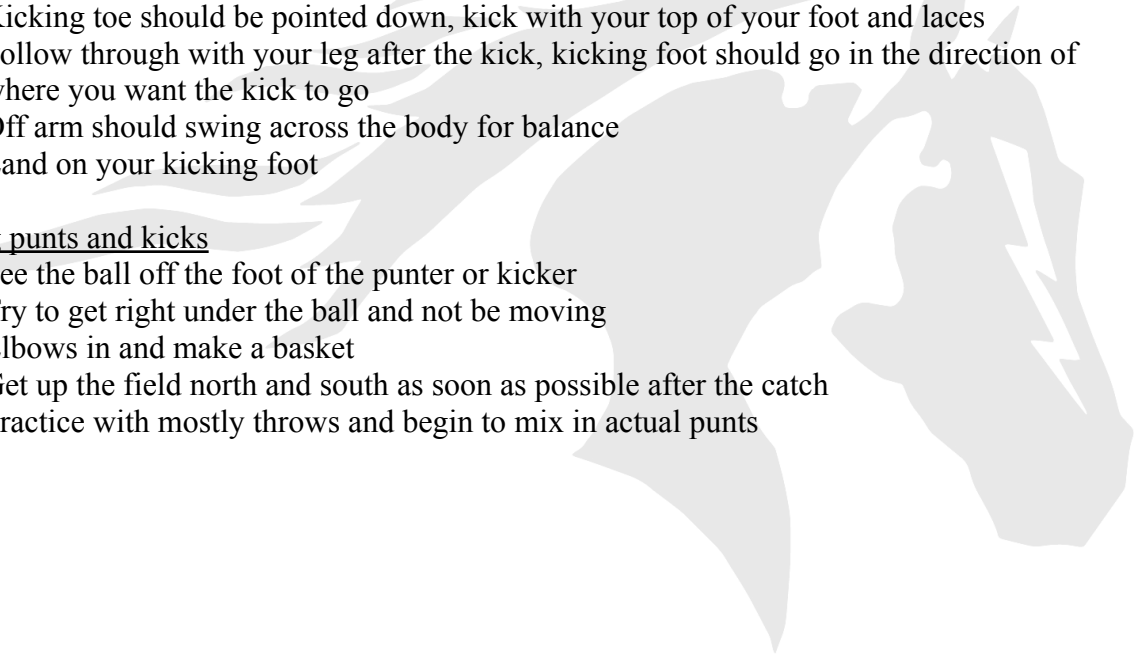 Kicking toe should be pointed down, kick with your top of your foot and laces
ollow through with your leg after the kick, kicking foot should go in the direction of
where you want the kick to go
Off arm should swing across the body for balance
and on your kicking foot
punts and kicks
ee the ball off the foot of the punter or kicker
ry to get right under the ball and not be moving
lbows in and make a basket
Get up the field north and south as soon as possible after the catch
ractice with mostly throws and begin to mix in actual punts